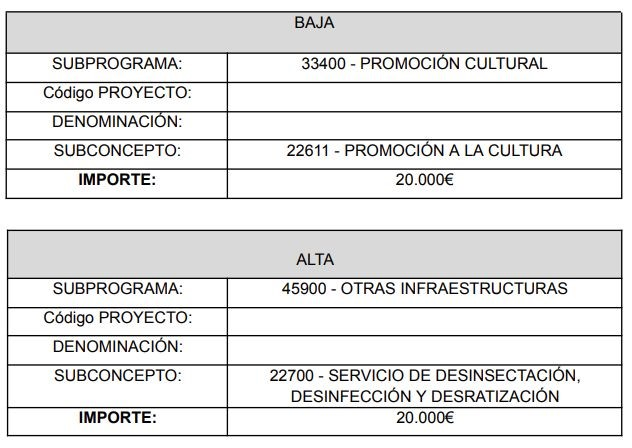 BAJA
SUBPROGRAMA: 33400 - PROMOCIÓN CULTURAL
Código PROYECTO:
DENOMINACIÓN:
SUBCONCEPTO: 22611 - PROMOCIÓN A LA CULTURA
IMPORTE: 20.000€
ALTA
SUBPROGRAMA: 45900 - OTRAS INFRAESTRUCTURAS
Código PROYECTO:
DENOMINACIÓN:
SUBCONCEPTO: 22700 - SERVICIO DE DESINSECTACIÓN,
DESINFECCIÓN Y DESRATIZACIÓN
IMPORTE: 20.000€